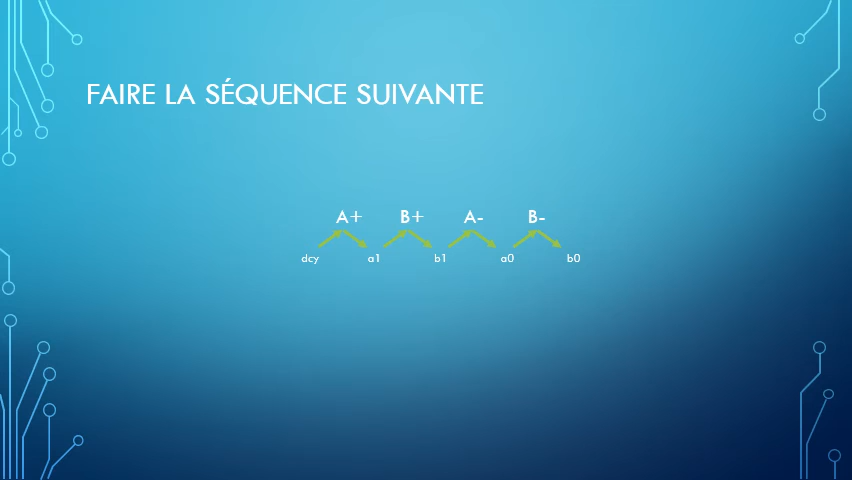 FAIRE LA SÉQUENCE SUIVANTE
A+ B+ A- B-
dcy a1 b1 a0 b0